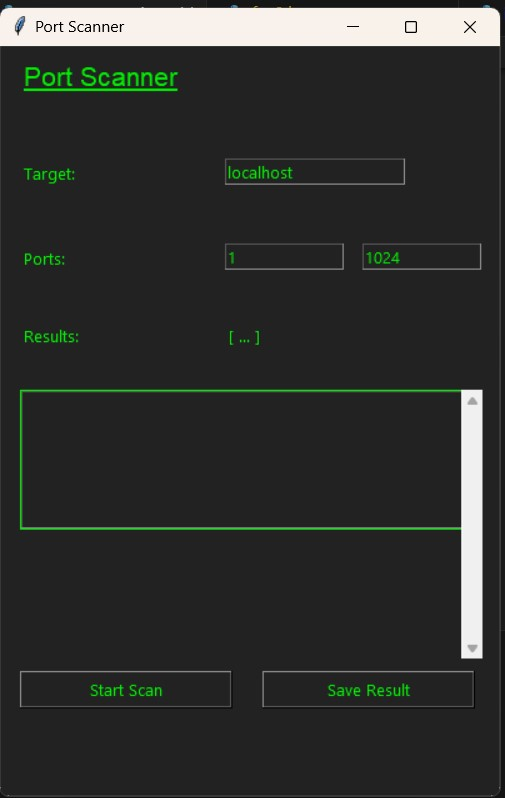 Port Scanner
Port Scanner
Target: localhost
Ports: 1 1024
Results: [ ... ]
Start Scan Save Result